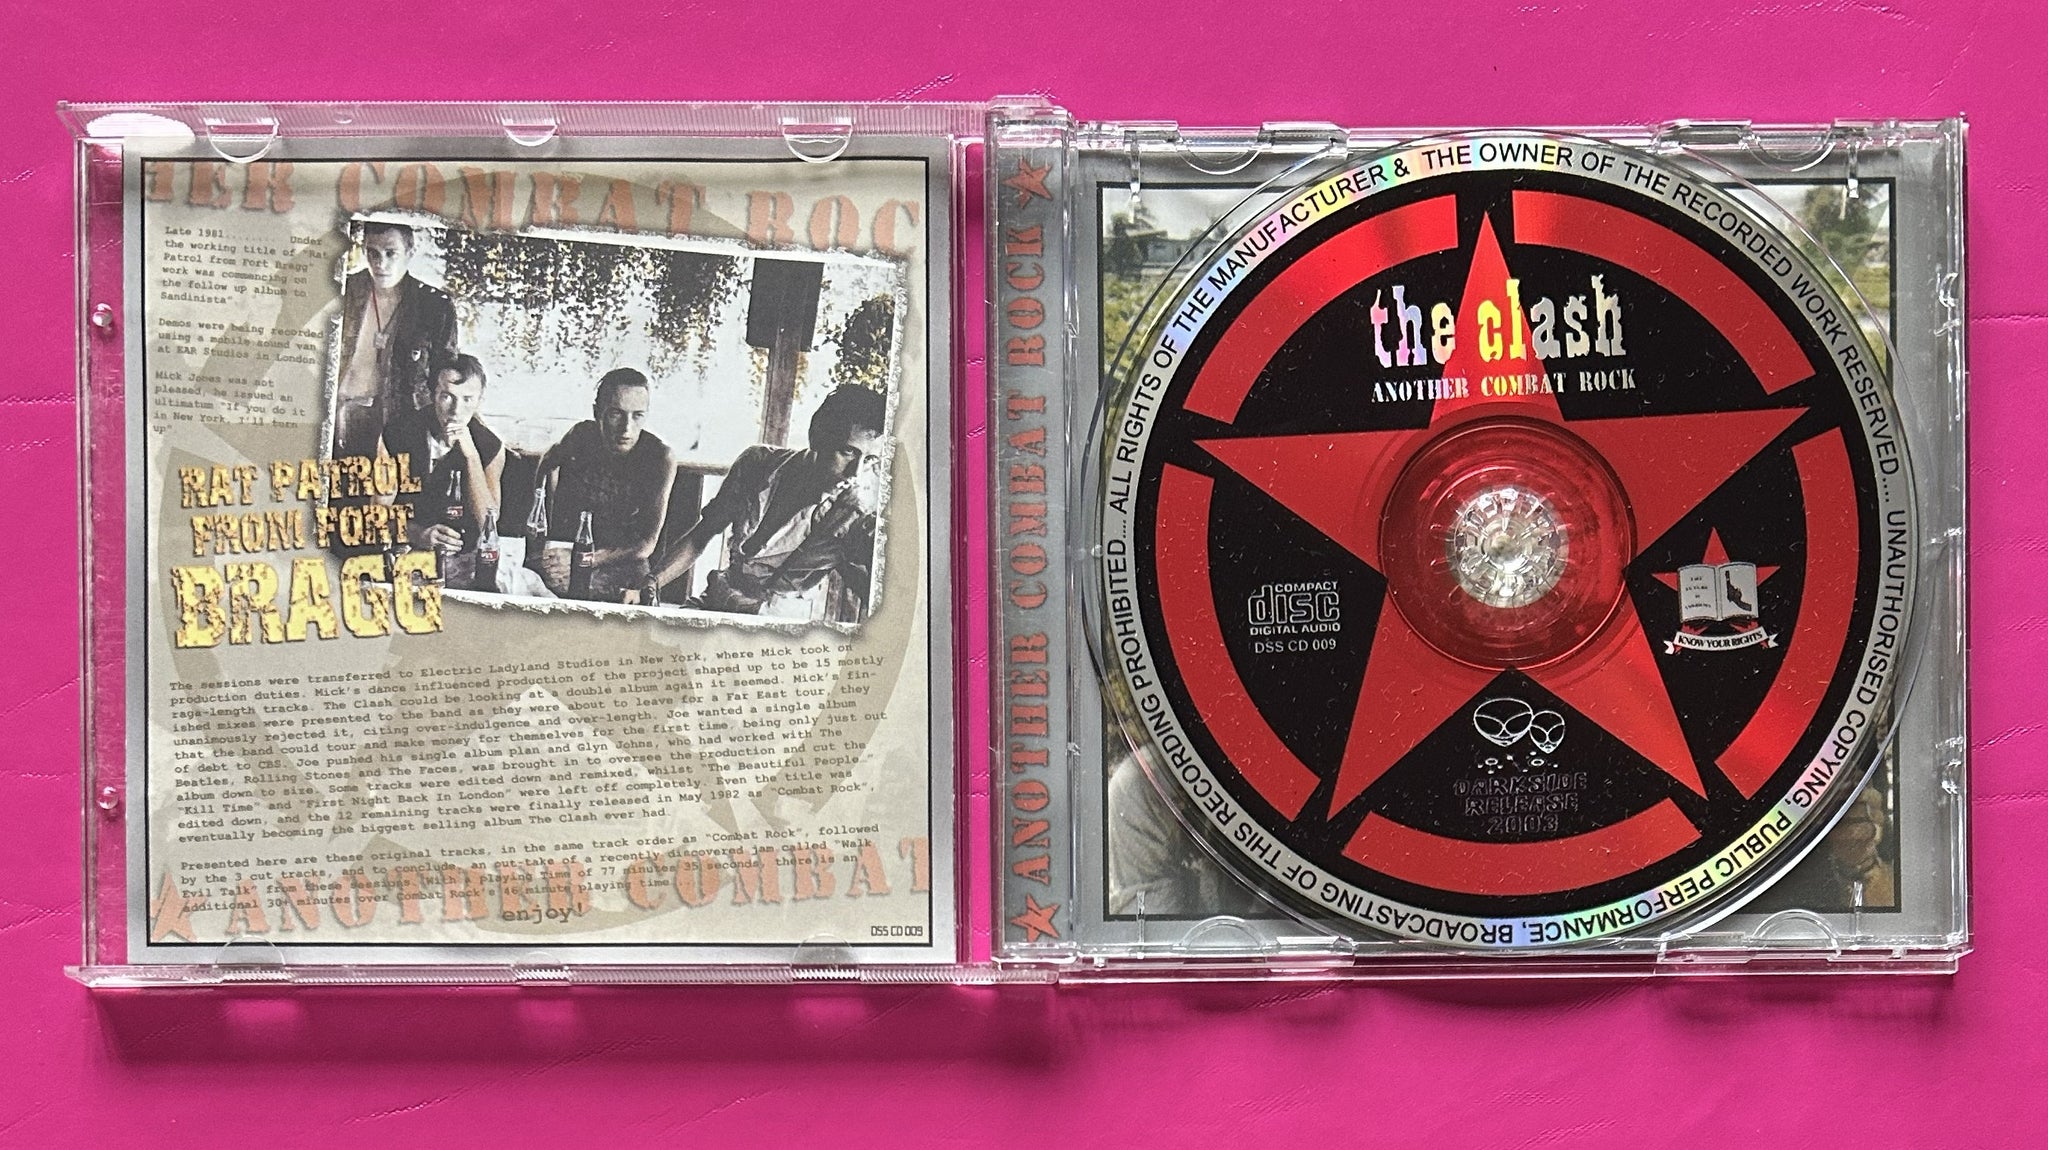 HER COMBAT ROC
Late 1981........ Under
the working title of "Rat
Patrol from Fort Bragg"
work was commencing on
the follow up album to
Sandinista".
Demos were being recorded
using a mobile sound van
at EAR Studios in London
Mick Jones was not
pleased, he issued an
ultimatum "If you do it
in New York, I'll turn
up".
RAT PATROL
FROM FORT
BRAGG
The sessions were transferred to Electric Ladyland Studios in New York, where Mick took on
production duties. Mick's dance influenced production of the project shaped up to be 15 mostly
raga-length tracks. The Clash could be looking at a double album again it seemed. Mick's fin-
ished mixes were presented to the band as they were about to leave for a Far East tour, they
unanimously rejected it, citing over-indulgence and over-length. Joe wanted a single album
that the band could tour and make money for themselves for the first time, being only just out
of debt to CBS. Joe pushed his single album plan and Glyn Johns, who had worked with The
Beatles, Rolling Stones and The Faces, was brought in to oversee the production and cut the
album down to size. Some tracks were edited down and remixed, whilst "The Beautiful People"
"Kill Time" and "First Night Back In London" were left off completely. Even the title was
edited down, and the 12 remaining tracks were finally released in May 1982 as "Combat Rock",
eventually becoming the biggest selling album The Clash ever had.
Presented here are these original tracks, in the same track order as "Combat Rock", followed
by the 3 cut tracks, and to conclude, an out-take of a recently discovered jam called "Walk
Evil Talk" from these sessions. With a playing Time of 77 minutes 35 seconds, there is an
additional 30+ minutes over Combat Rock's 46 minute playing time.
enjoy!
ANOTHER COMBAT
DSS CD 009
ANOTHER COMBAT ROCK
ALL RIGHTS OF THE MANUFACTURER & THE OWNER OF THE RECORDED WORK RESERVED.... UNAUTHORISED COPYING, PUBLIC PERFORMANCE, BROADCASTING OF THIS RECORDING PROHIBITED....
the clash
ANOTHER COMBAT ROCK
COMPACT
disc
DIGITAL AUDIO
DSS CD 009
THE
FUTURE
IS
UNWRITTEN
KNOW YOUR RIGHTS
DARKSIDE
RELEASE
2003